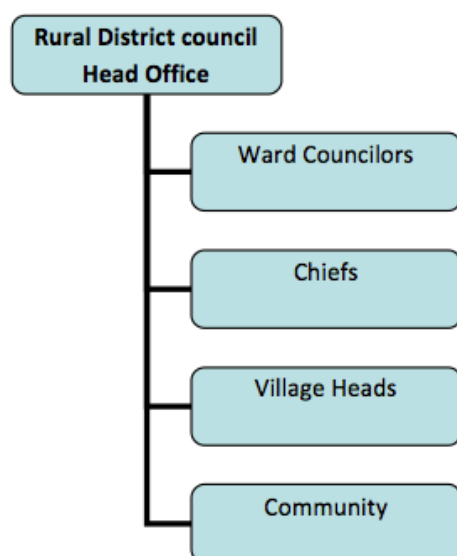 Rural District council
Head Office
Ward Councilors
Chiefs
Village Heads
Community